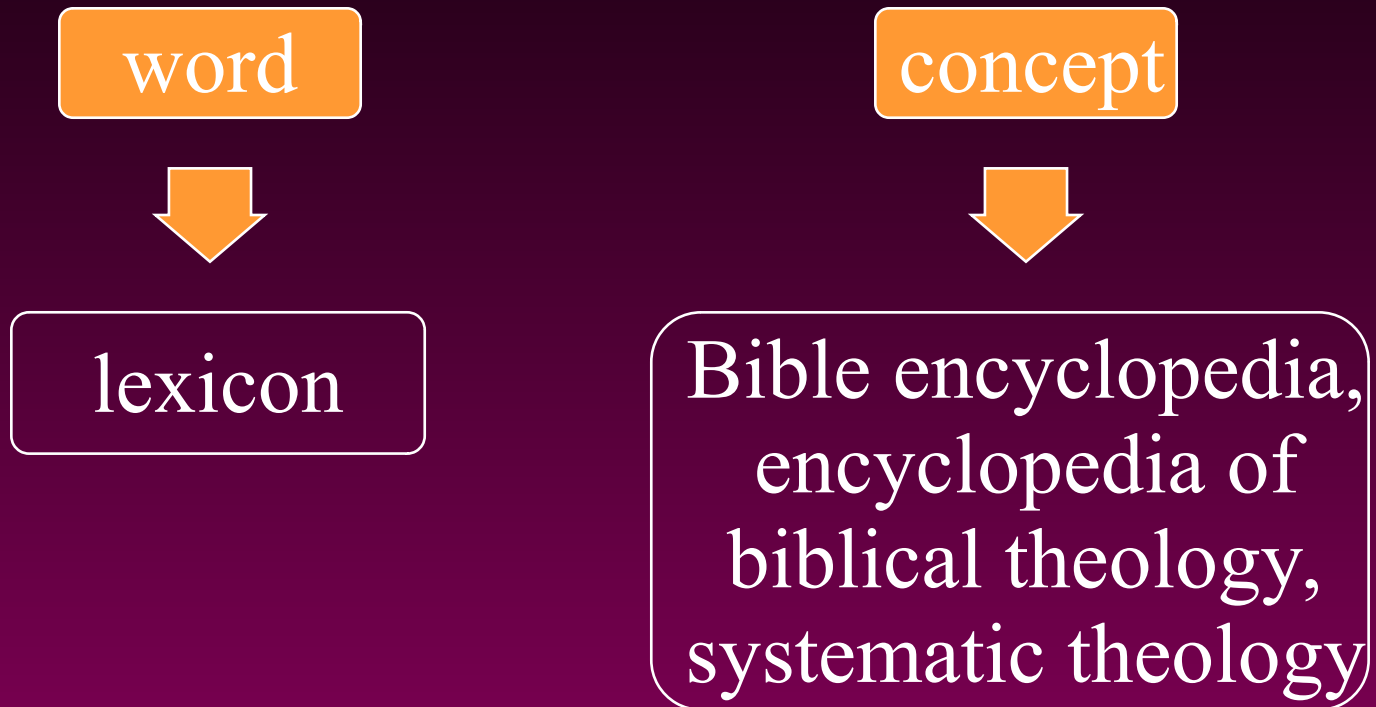 word
concept
lexicon
Bible encyclopedia,
encyclopedia of
biblical theology,
systematic theology